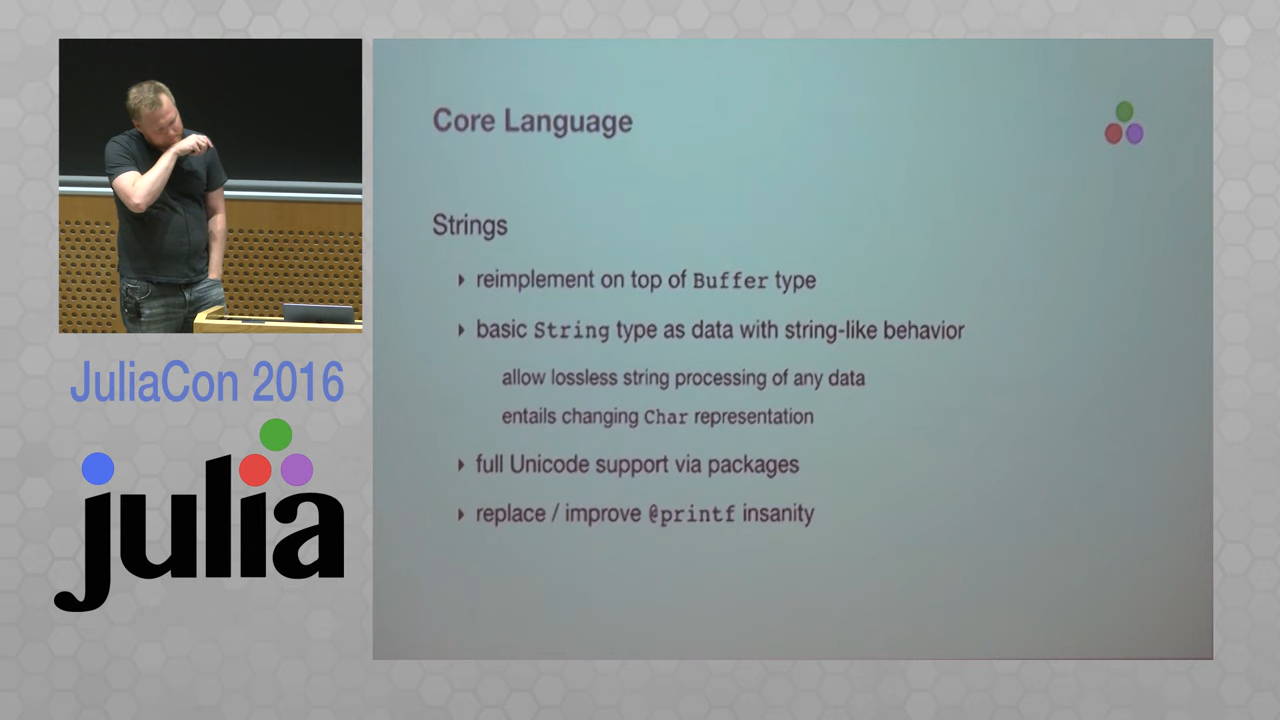 Core Language
Strings
reimplement on top of Buffer type
basic String type as data with string-like behavior
allow lossless string processing of any data
entails changing Char representation
full Unicode support via packages
replace / improve @printf insanity
JuliaCon 2016
julia